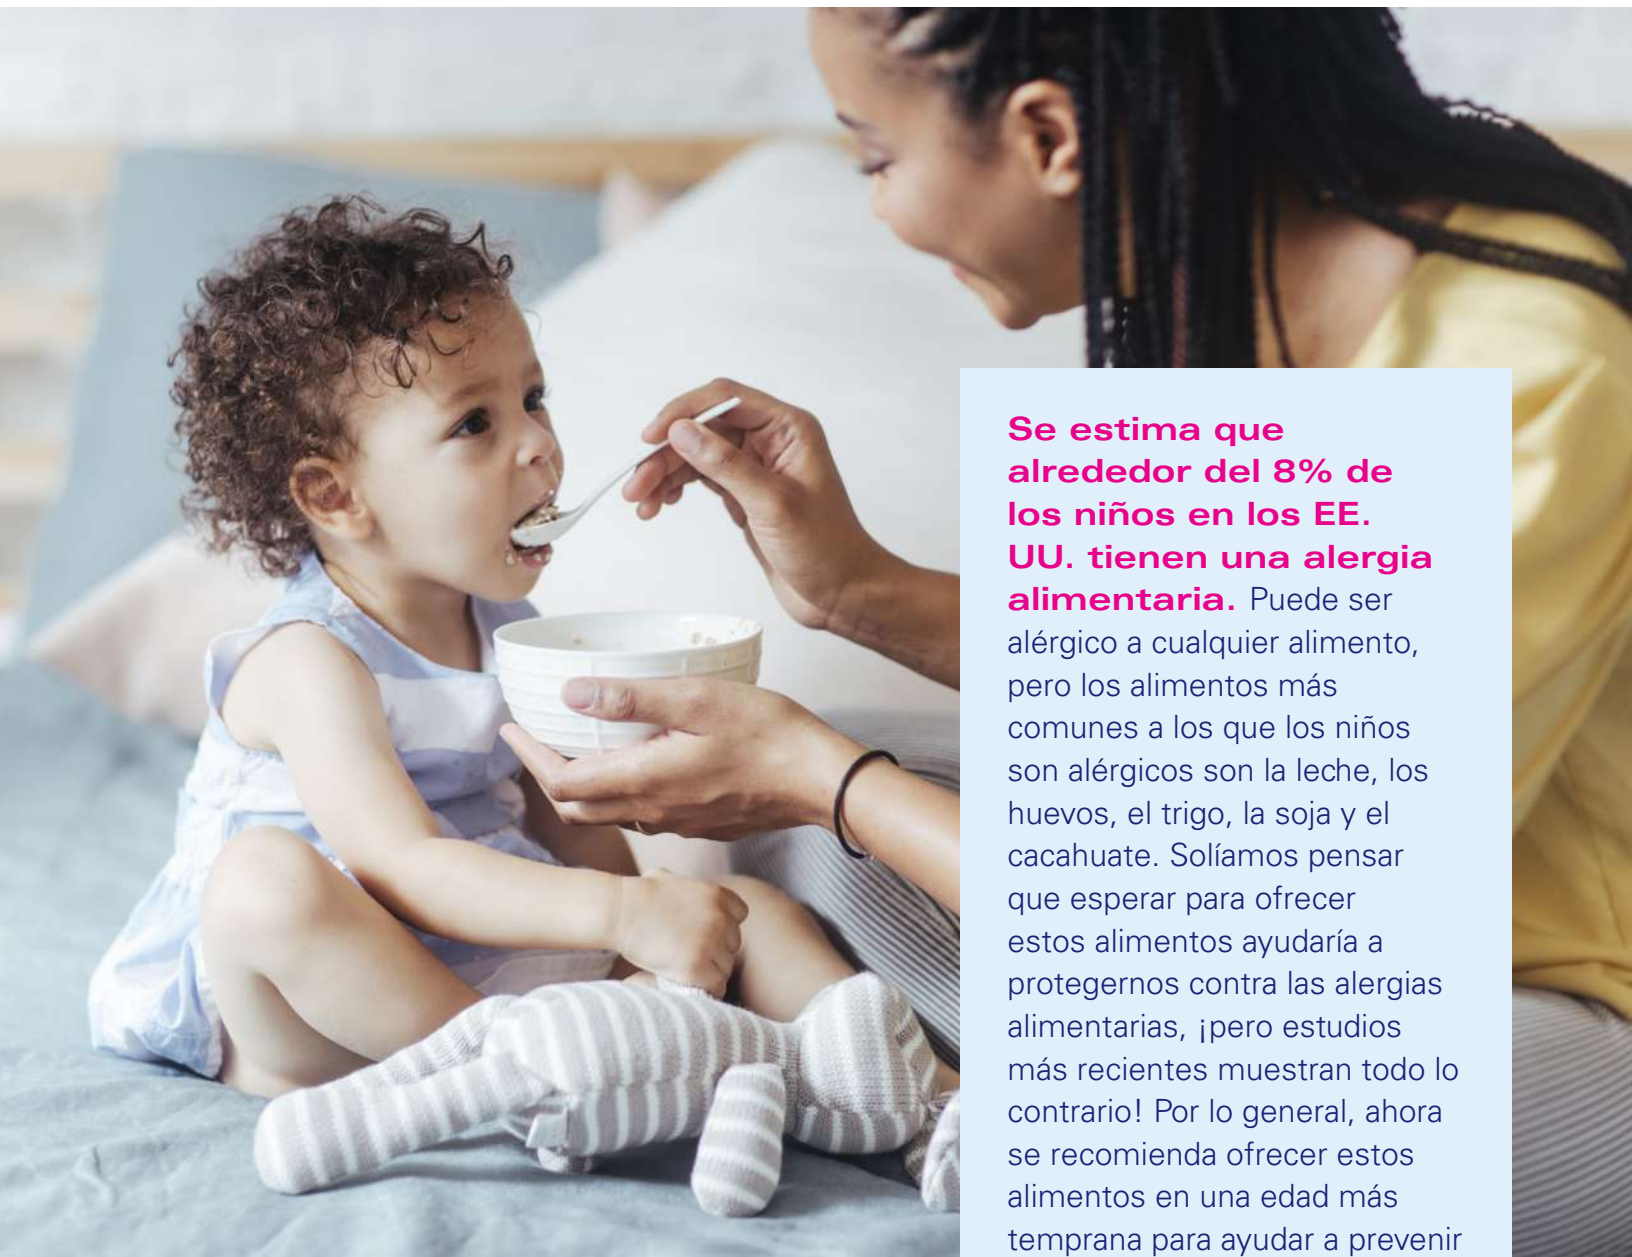 Se estima que
alrededor del 8% de
los niños en los EE.
UU. tienen una alergia
alimentaria. Puede ser
alérgico a cualquier alimento,
pero los alimentos más
comunes a los que los niños
son alérgicos son la leche, los
huevos, el trigo, la soja y el
cacahuate. Solíamos pensar
que esperar para ofrecer
estos alimentos ayudaría a
protegernos contra las alergias
alimentarias, ¡pero estudios
más recientes muestran todo lo
contrario! Por lo general, ahora
se recomienda ofrecer estos
alimentos en una edad más
temprana para ayudar a prevenir